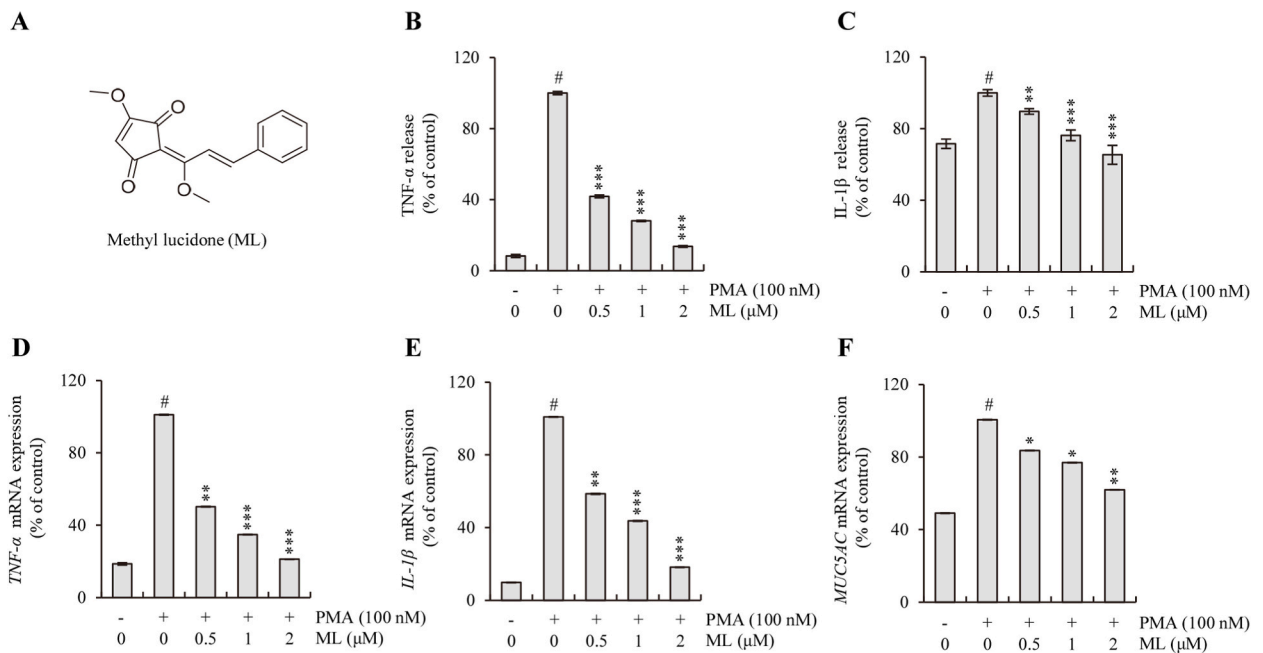 A
O
O
O
O
Methyl lucidone (ML)
B
TNF-α release
(% of control)
120
80
40
0
#
***
***
***
- + + + + PMA (100 nM)
0 0 0.5 1 2 ML (μM)
C
IL-1β release
(% of control)
120
80
40
0
#
**
***
***
- + + + + PMA (100 nM)
0 0 0.5 1 2 ML (μM)
D
TNF-α mRNA expression
(% of control)
120
80
40
0
#
**
***
***
- + + + + PMA (100 nM)
0 0 0.5 1 2 ML (μM)
E
IL-1β mRNA expression
(% of control)
120
80
40
0
#
**
***
***
- + + + + PMA (100 nM)
0 0 0.5 1 2 ML (μM)
F
MUC5AC mRNA expression
(% of control)
120
80
40
0
#
*
*
**
- + + + + PMA (100 nM)
0 0 0.5 1 2 ML (μM)